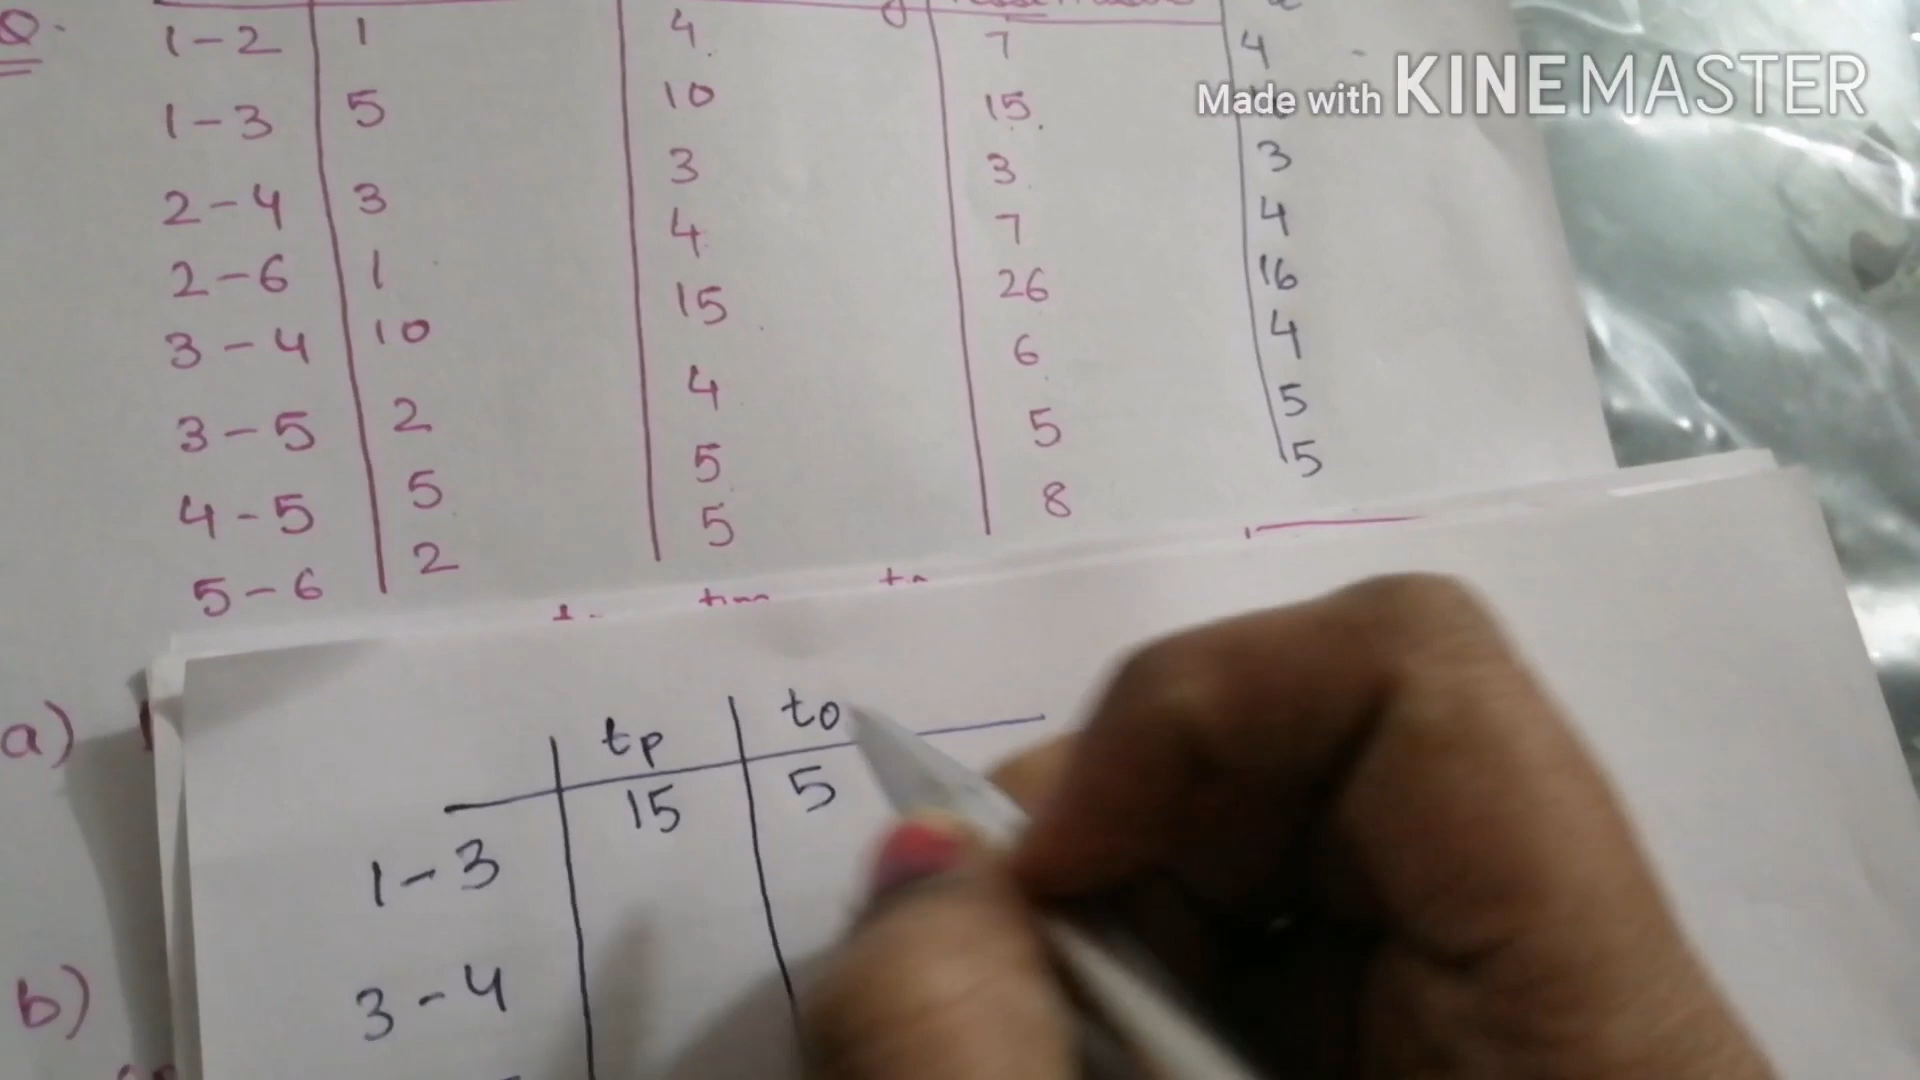 Q.
1-2 1 4 7 4
1-3 5 10 15
2-4 3 3 3 3
2-6 1 4 7 4
3-4 10 15 26 16
3-5 2 4 6 4
4-5 5 5 5 5
5-6 2 5 8 5
Made with KINEMASTER
a)
tp to
1-3 15 5
3-4
b)